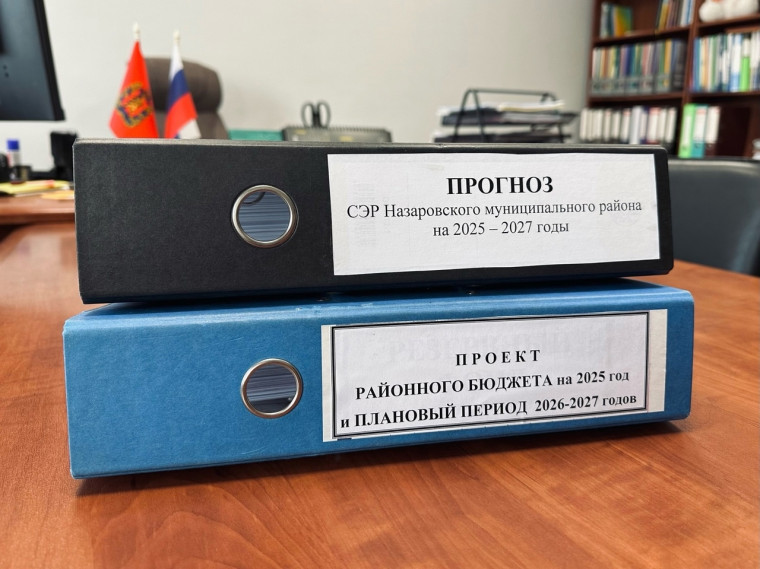 ПРОГНОЗ
СЭР Назаровского муниципального района
на 2025 – 2027 годы
П Р О Е К Т
РАЙОННОГО БЮДЖЕТА на 2025 год
и ПЛАНОВЫЙ ПЕРИОД 2026-2027 годов